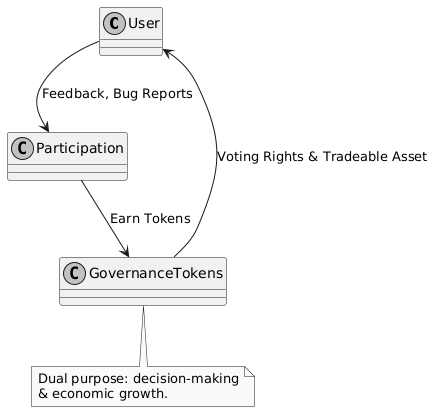 C User
Feedback, Bug Reports
C Participation
Voting Rights & Tradeable Asset
Earn Tokens
C GovernanceTokens
Dual purpose: decision-making
& economic growth.